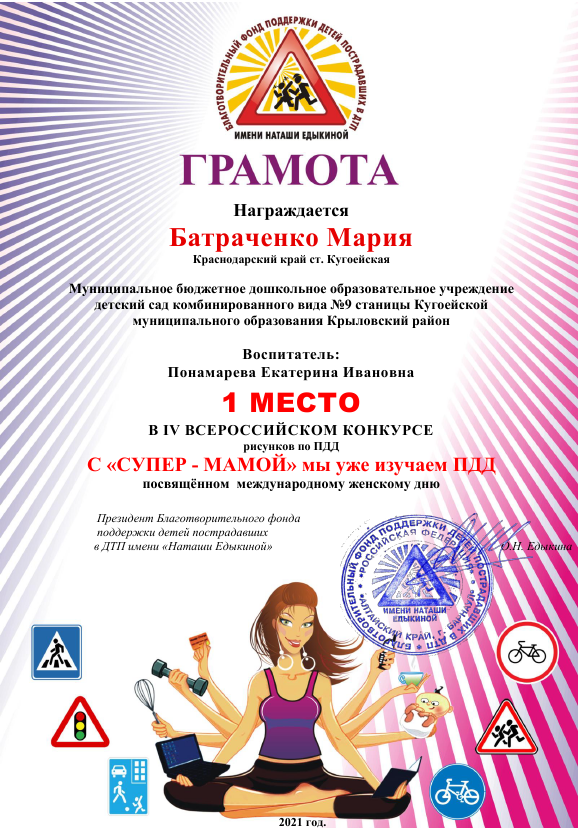 БЛАГОТВОРИТЕЛЬНЫЙ ФОНД ПОДДЕРЖКИ ДЕТЕЙ ПОСТРАДАВШИХ В ДТП
ИМЕНИ НАТАШИ ЕДЫКИНОЙ
ГРАМОТА
Награждается
Батраченко Мария
Краснодарский край ст. Кугоейская
Муниципальное бюджетное дошкольное образовательное учреждение
детский сад комбинированного вида №9 станицы Кугоейской
муниципального образования Крыловский район
Воспитатель:
Понамарева Екатерина Ивановна
1 МЕСТО
В IV ВСЕРОССИЙСКОМ КОНКУРСЕ
рисунков по ПДД
С «СУПЕР - МАМОЙ» мы уже изучаем ПДД
посвящённом международному женскому дню
Президент Благотворительного фонда
поддержки детей пострадавших
в ДТП имени «Наташи Едыкиной»
О.Н. Едыкина
БЛАГОТВОРИТЕЛЬНЫЙ ФОНД ПОДДЕРЖКИ ДЕТЕЙ ПОСТРАДАВШИХ В ДТП
РОССИЙСКАЯ ФЕДЕРАЦИЯ
ИМЕНИ НАТАШИ
ЕДЫКИНОЙ
АЛТАЙСКИЙ КРАЙ, Г. БАРНАУЛ
2021 год.